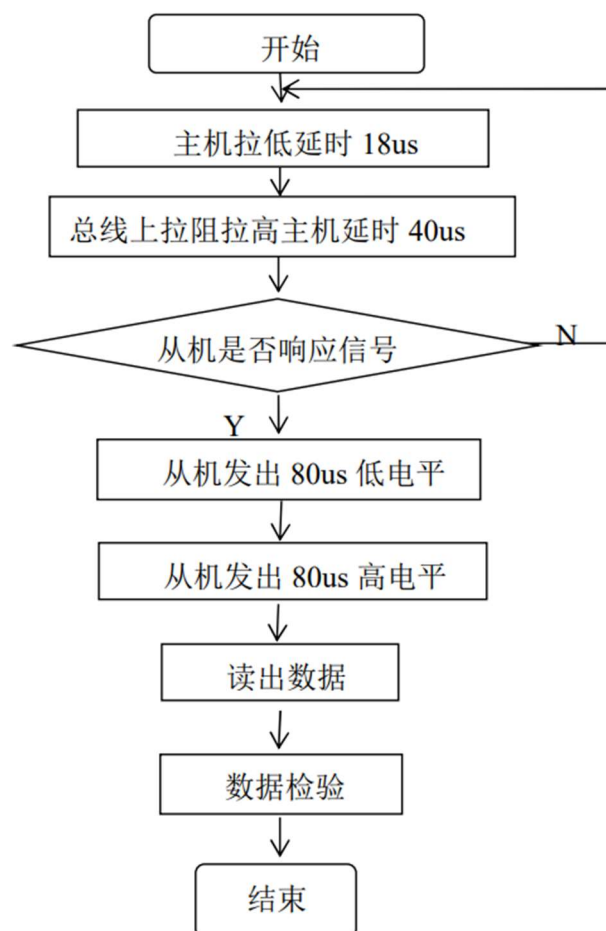 开始
主机拉低延时 18us
总线上拉阻拉高主机延时 40us
从机是否响应信号
N
Y
从机发出 80us 低电平
从机发出 80us 高电平
读出数据
数据检验
结束